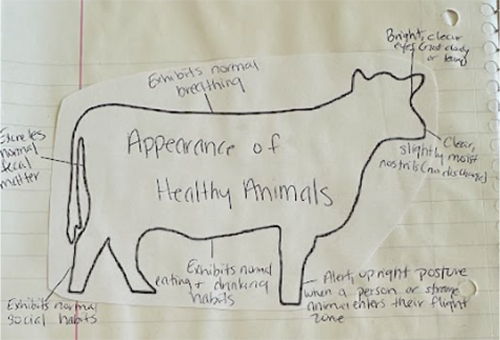 Bright, clear
eyes (not cloudy
or
Exhibits normal
breathing
Clear,
slightly moist
nostrils (no discharge)
Appearance of
Healthy Animals
Excretes
normal
fecal
matter
Exhibits normal
eating + drinking
habits
Alert, upright posture
when a person or strange
animal enters their flight
zone
Exhibits normal
social habits